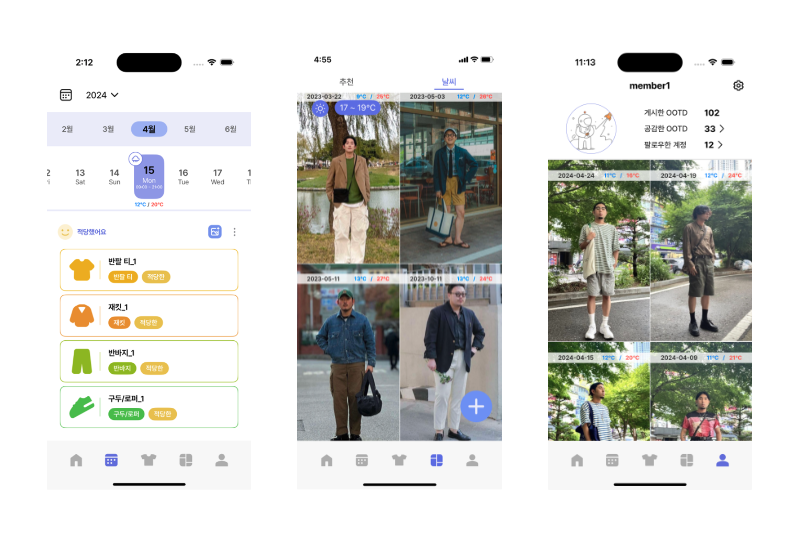 2:12
2024
2월 3월 4월 5월 6월
13 14 15 16 17
Sat Sun Mon Tue Wed
12°C / 20°C
적당했어요
반팔 티_1
반팔 티 적당한
재킷_1
재킷 적당한
반바지_1
반바지 적당한
구두/로퍼_1
구두/로퍼 적당한
4:55
추천 날씨
2023-03-22 9°C / 25°C
2023-05-03 12°C / 26°C
17 ~ 19°C
2023-05-11 13°C / 27°C
2023-10-11 13°C / 24°C
11:13
member1
게시한 OOTD 102
공감한 OOTD 33
팔로우한 계정 12
2024-04-24 11°C / 16°C
2024-04-19 12°C / 24°C
2024-04-15 12°C / 20°C
2024-04-09 11°C / 21°C